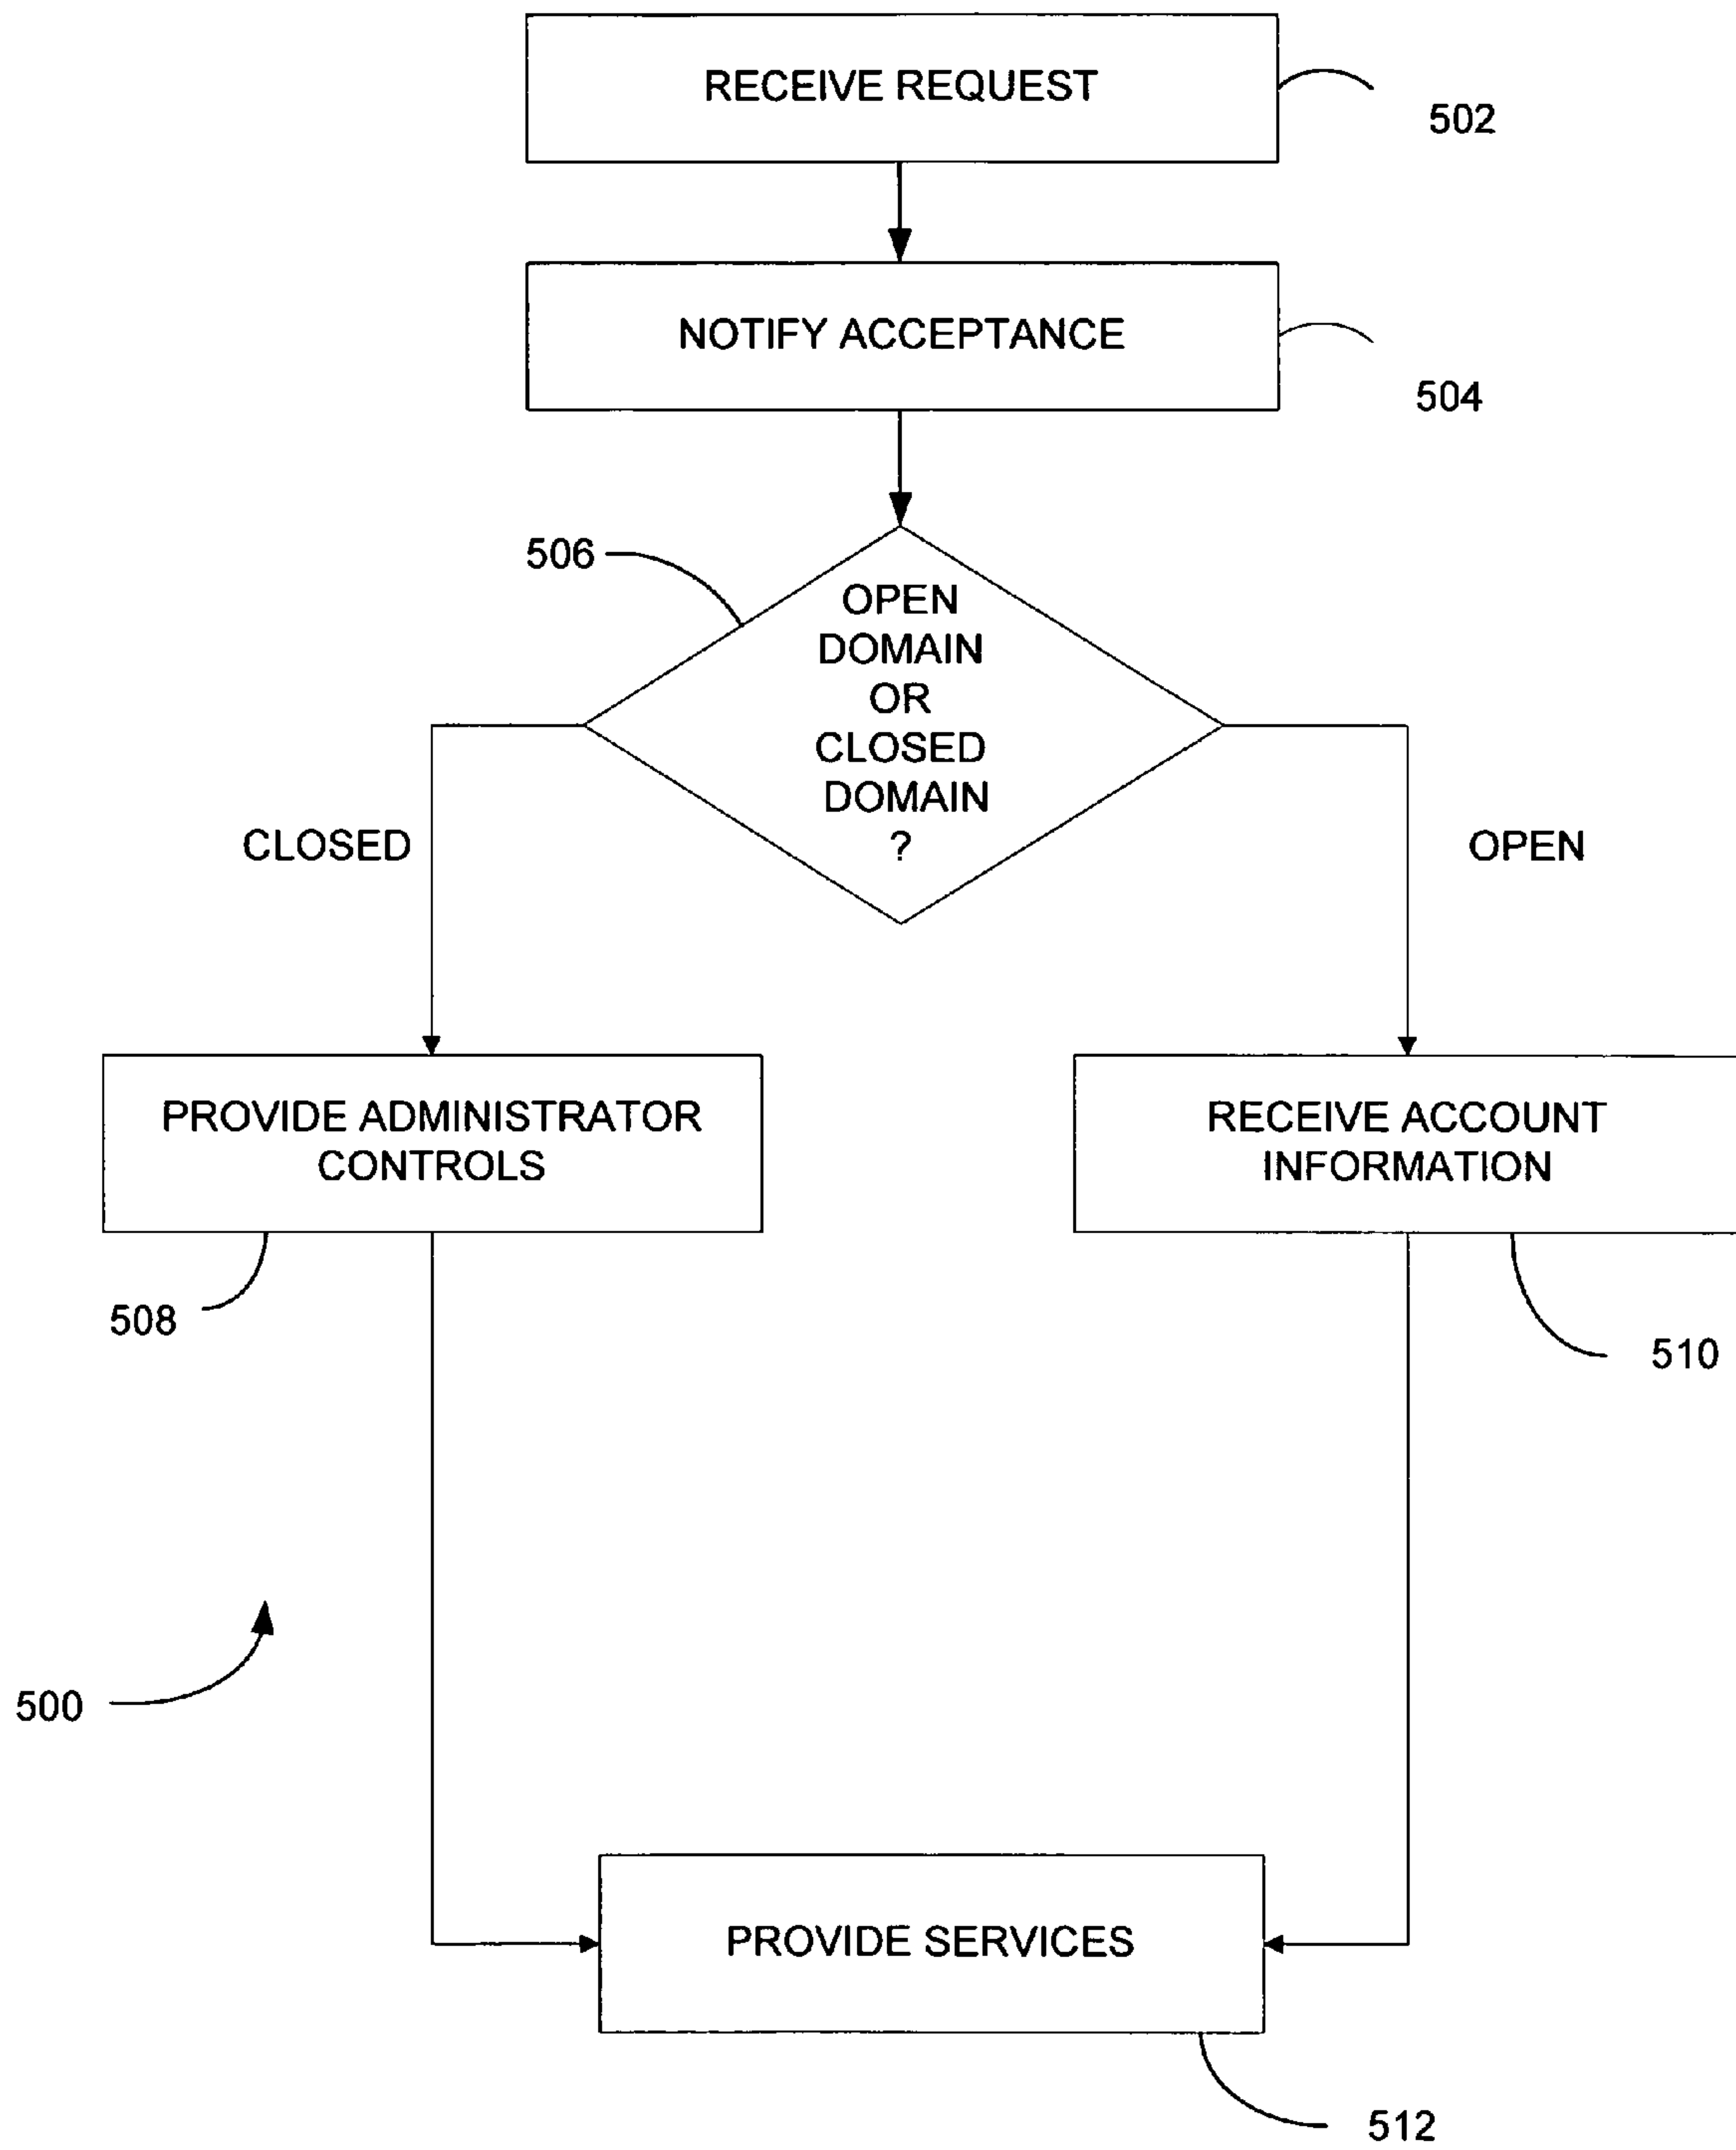 RECEIVE REQUEST
502
NOTIFY ACCEPTANCE
504
506
OPEN
DOMAIN
OR
CLOSED
DOMAIN
?
CLOSED
OPEN
PROVIDE ADMINISTRATOR
CONTROLS
RECEIVE ACCOUNT
INFORMATION
508
510
500
PROVIDE SERVICES
512